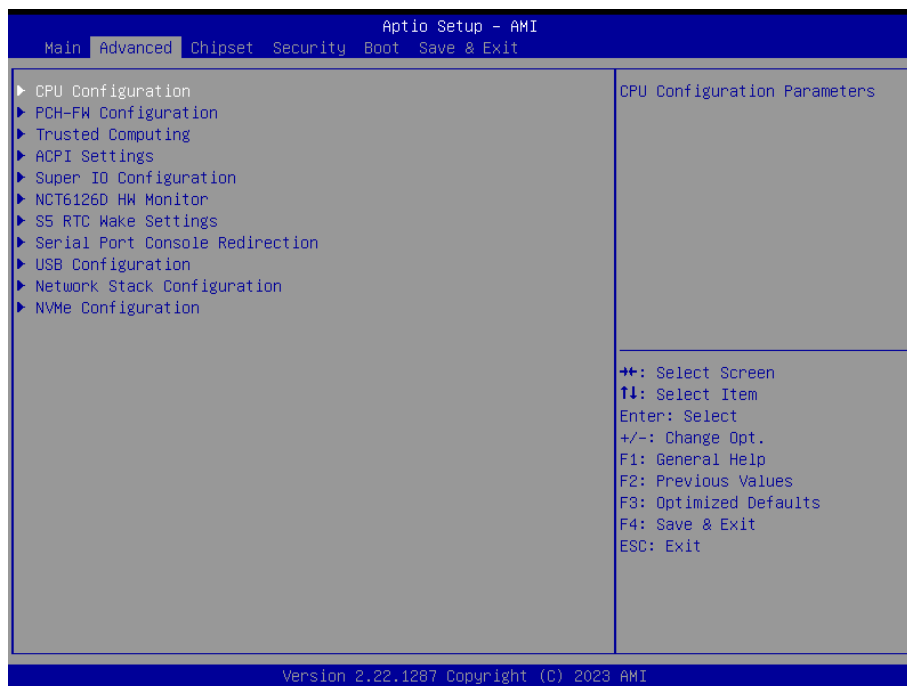 Aptio Setup – AMI
Main Advanced Chipset Security Boot Save & Exit
▶ CPU Configuration
▶ PCH-FW Configuration
▶ Trusted Computing
▶ ACPI Settings
▶ Super IO Configuration
▶ NCT6126D HW Monitor
▶ S5 RTC Wake Settings
▶ Serial Port Console Redirection
▶ USB Configuration
▶ Network Stack Configuration
▶ NVMe Configuration
CPU Configuration Parameters
→←: Select Screen
↑↓: Select Item
Enter: Select
+/-: Change Opt.
F1: General Help
F2: Previous Values
F3: Optimized Defaults
F4: Save & Exit
ESC: Exit
Version 2.22.1287 Copyright (C) 2023 AMI